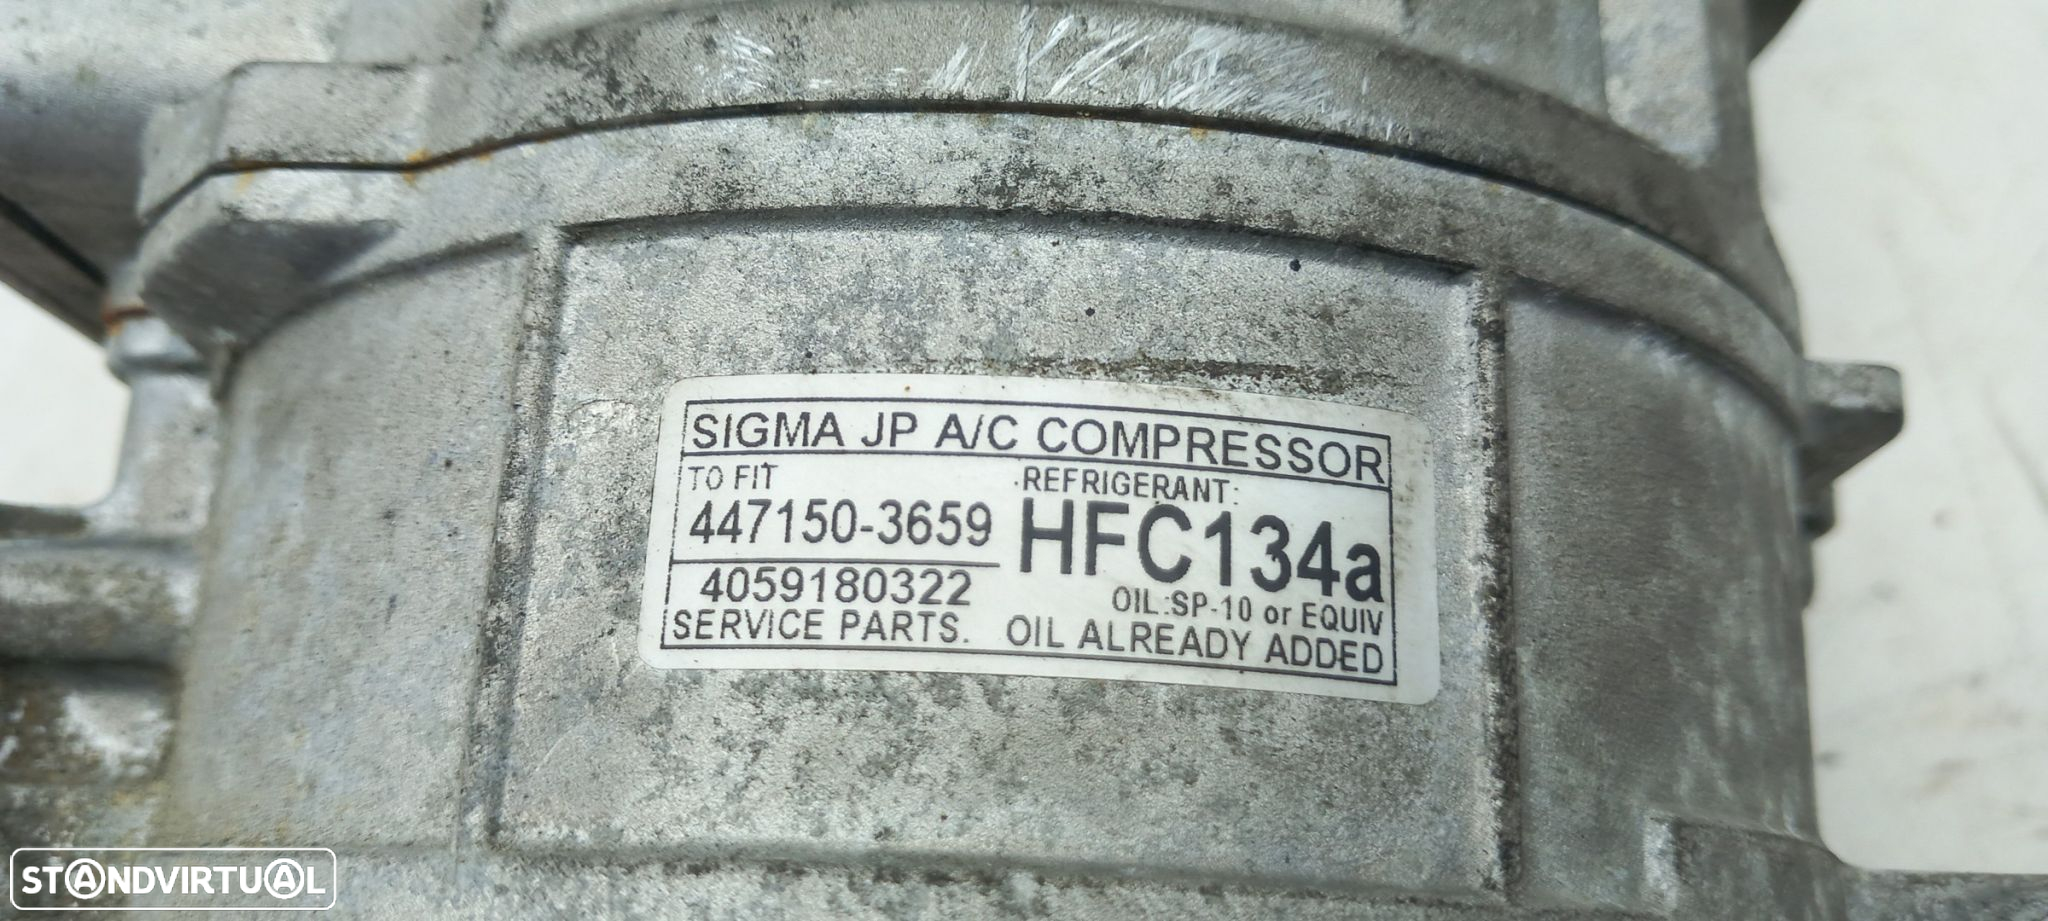 SIGMA JP A/C COMPRESSOR
TO FIT
447150-3659
4059180322
SERVICE PARTS.
REFRIGERANT:
HFC134a
OIL:SP-10 or EQUIV
OIL ALREADY ADDED
STANDVIRTUAL